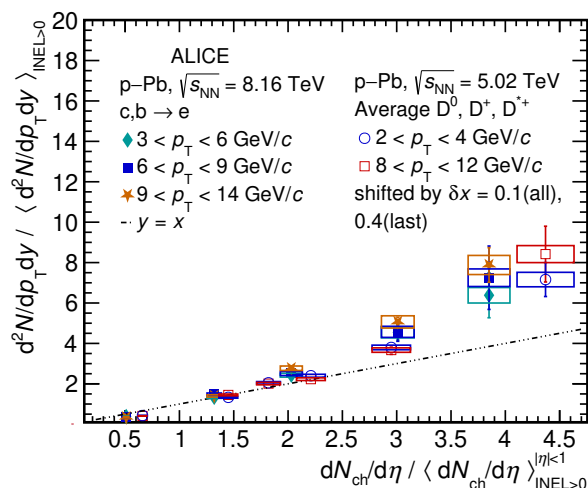 ALICE
p–Pb, √s_NN = 8.16 TeV
c,b → e
3 < p_T < 6 GeV/c
6 < p_T < 9 GeV/c
9 < p_T < 14 GeV/c
y = x
p–Pb, √s_NN = 5.02 TeV
Average D⁰, D⁺, D*⁺
2 < p_T < 4 GeV/c
8 < p_T < 12 GeV/c
shifted by δx = 0.1(all),
0.4(last)
d²N/dp_T dy / ⟨ d²N/dp_T dy ⟩_INEL>0
20
18
16
14
12
10
8
6
4
2
0.5 1 1.5 2 2.5 3 3.5 4 4.5
dN_ch/dη / ⟨ dN_ch/dη ⟩^|η|<1_INEL>0